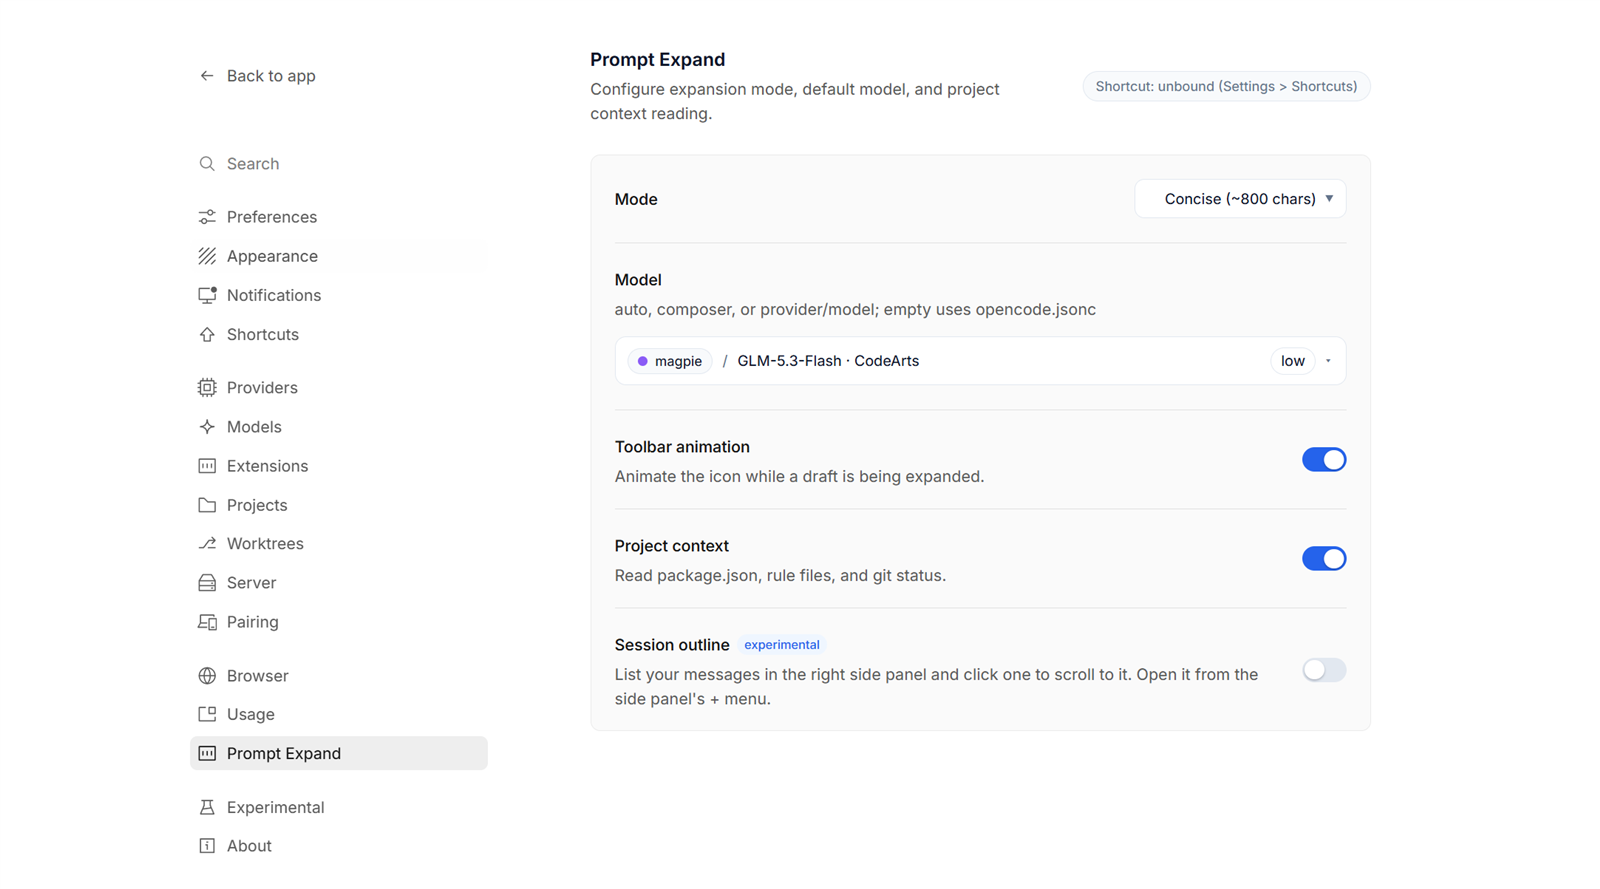 Back to app
Search
Preferences
Appearance
Notifications
Shortcuts
Providers
Models
Extensions
Projects
Worktrees
Server
Pairing
Browser
Usage
Prompt Expand
Experimental
About
Prompt Expand
Configure expansion mode, default model, and project
context reading.
Shortcut: unbound (Settings > Shortcuts)
Mode
Concise (~800 chars)
Model
auto, composer, or provider/model; empty uses opencode.jsonc
magpie / GLM-5.3-Flash · CodeArts
low
Toolbar animation
Animate the icon while a draft is being expanded.
Project context
Read package.json, rule files, and git status.
Session outline experimental
List your messages in the right side panel and click one to scroll to it. Open it from the
side panel's + menu.